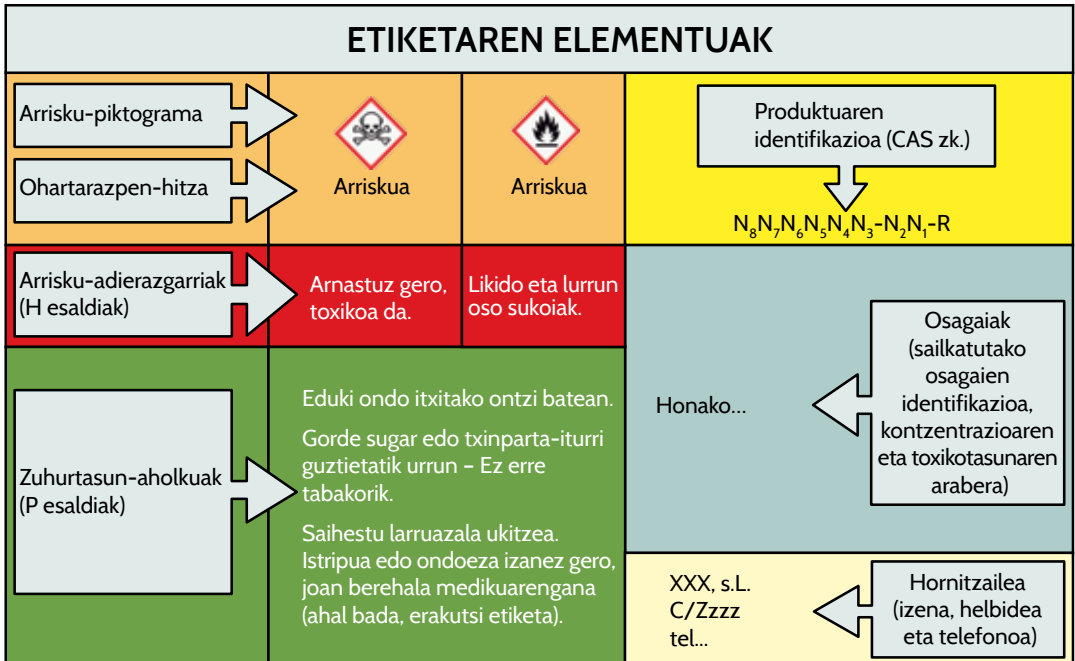 ETIKETAREN ELEMENTUAK
Arrisku-piktograma
Ohartarazpen-hitza
Arriskua
Arriskua
Produktuaren
identifikazioa (CAS zk.)
N₈N₇N₆N₅N₄N₃-N₂N₁-R
Arrisku-adierazgarriak
(H esaldiak)
Arnastuz gero,
toxikoa da.
Likido eta lurrun
oso sukoiak.
Zuhurtasun-aholkuak
(P esaldiak)
Eduki ondo itxitako ontzi batean.
Gorde sugar edo txinparta-iturri
guztietatik urrun – Ez erre
tabakorik.
Saihestu larruazala ukitzea.
Istripua edo ondoeza izanez gero,
joan berehala medikuarengana
(ahal bada, erakutsi etiketa).
Honako...
Osagaiak
(sailkatutako
osagaien
identifikazioa,
kontzentrazioaren
eta toxikotasunaren
arabera)
XXX, s.L.
C/Zzzz
tel...
Hornitzailea
(izena, helbidea
eta telefonoa)